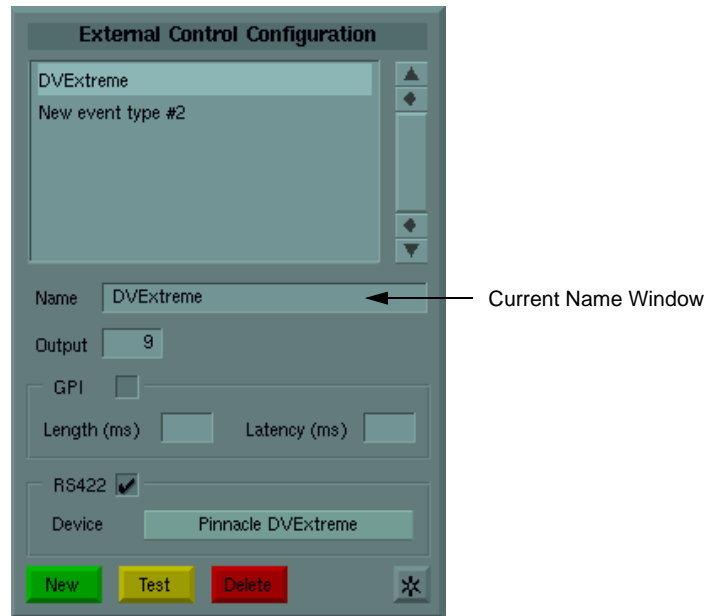 External Control Configuration
DVExtreme
New event type #2
Name DVExtreme
Current Name Window
Output 9
GPI
Length (ms) Latency (ms)
RS422
Device Pinnacle DVExtreme
New Test Delete